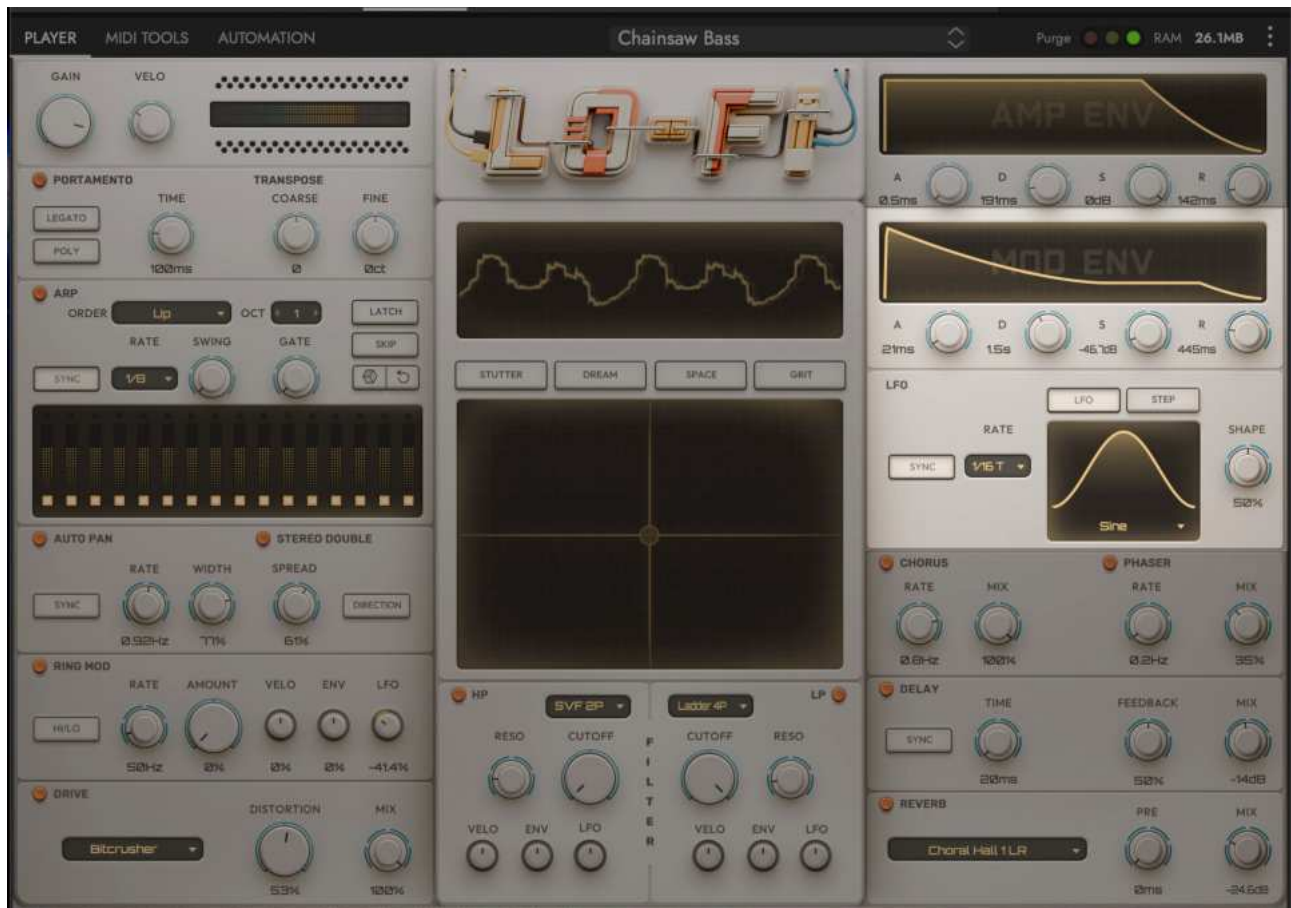 PLAYER MIDI TOOLS AUTOMATION Chainsaw Bass Purge RAM 26.1MB
GAIN VELO
LO-FI
AMP ENV
A D S R
0.5ms 191ms 0dB 142ms
PORTAMENTO TRANSPOSE
TIME COARSE FINE
LEGATO
POLY
100ms 0 0ct
MOD ENV
A D S R
21ms 1.5s -46.7dB 445ms
ARP
ORDER Up OCT 1 LATCH
RATE SWING GATE SKIP
SYNC 1/8
STUTTER DREAM SPACE GRIT
LFO
LFO STEP
RATE SHAPE
SYNC 1/16 T
50%
Sine
AUTO PAN STEREO DOUBLE
RATE WIDTH SPREAD
SYNC DIRECTION
0.92Hz 77% 61%
CHORUS PHASER
RATE MIX RATE MIX
0.8Hz 100% 0.2Hz 35%
RING MOD
RATE AMOUNT VELO ENV LFO
HI/LO
50Hz 0% 0% 0% -41.4%
HP SVF 2P Ladder 4P LP
RESO CUTOFF CUTOFF RESO
FILTER
VELO ENV LFO VELO ENV LFO
DELAY
TIME FEEDBACK MIX
SYNC
20ms 50% -14dB
DRIVE
DISTORTION MIX
Bitcrusher
53% 100%
REVERB
PRE MIX
Choral Hall 1 LR
0ms -24.6dB